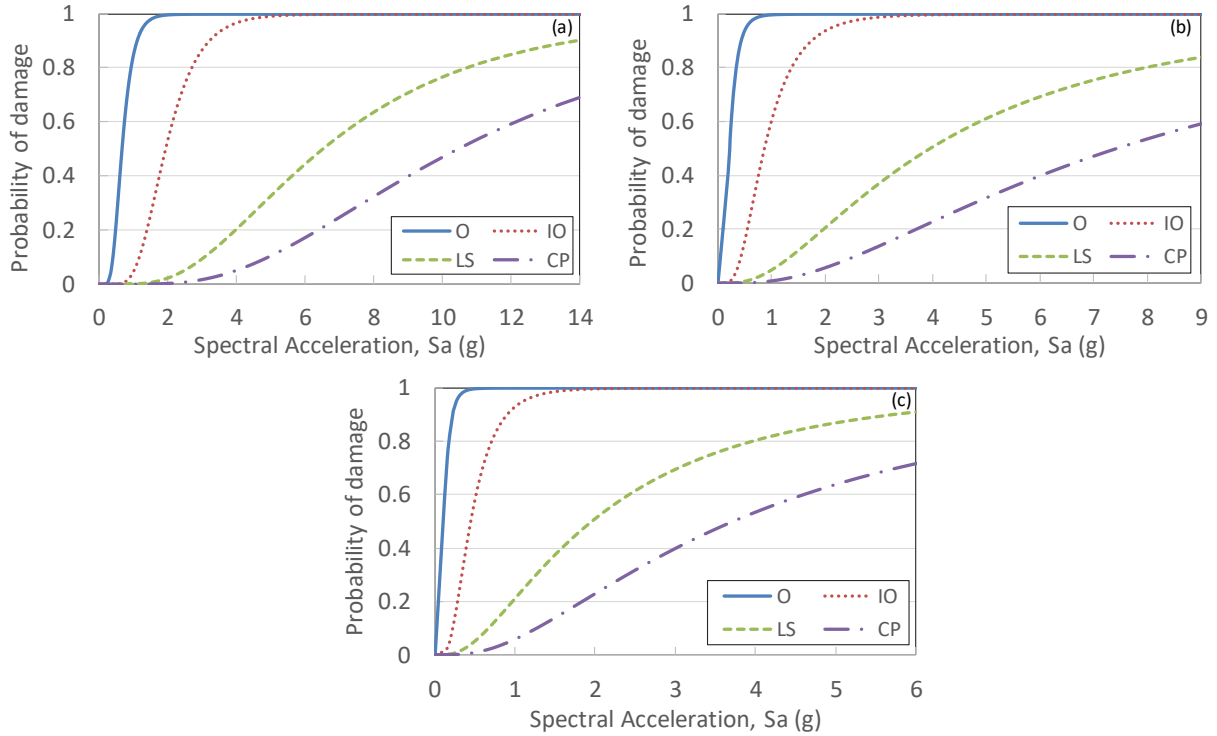 (a)
Probability of damage
1
0.8
0.6
0.4
0.2
0
O IO
LS CP
0 2 4 6 8 10 12 14
Spectral Acceleration, Sa (g)
(b)
Probability of damage
1
0.8
0.6
0.4
0.2
0
O IO
LS CP
0 1 2 3 4 5 6 7 8 9
Spectral Acceleration, Sa (g)
(c)
Probability of damage
1
0.8
0.6
0.4
0.2
0
O IO
LS CP
0 1 2 3 4 5 6
Spectral Acceleration, Sa (g)